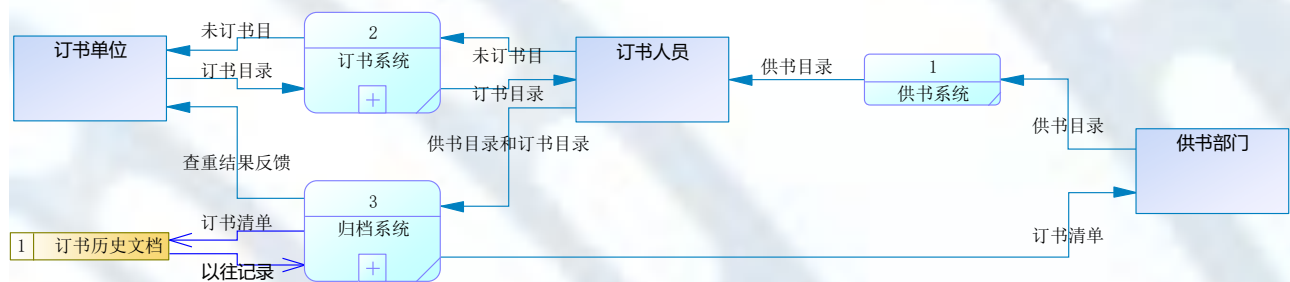 未订书目
订书单位
订书目录
2
订书系统
+
未订书目
订书目录
订书人员
供书目录
1
供书系统
供书目录
供书部门
供书目录和订书目录
查重结果反馈
3
归档系统
+
订书清单
1 订书历史文档
以往记录
订书清单